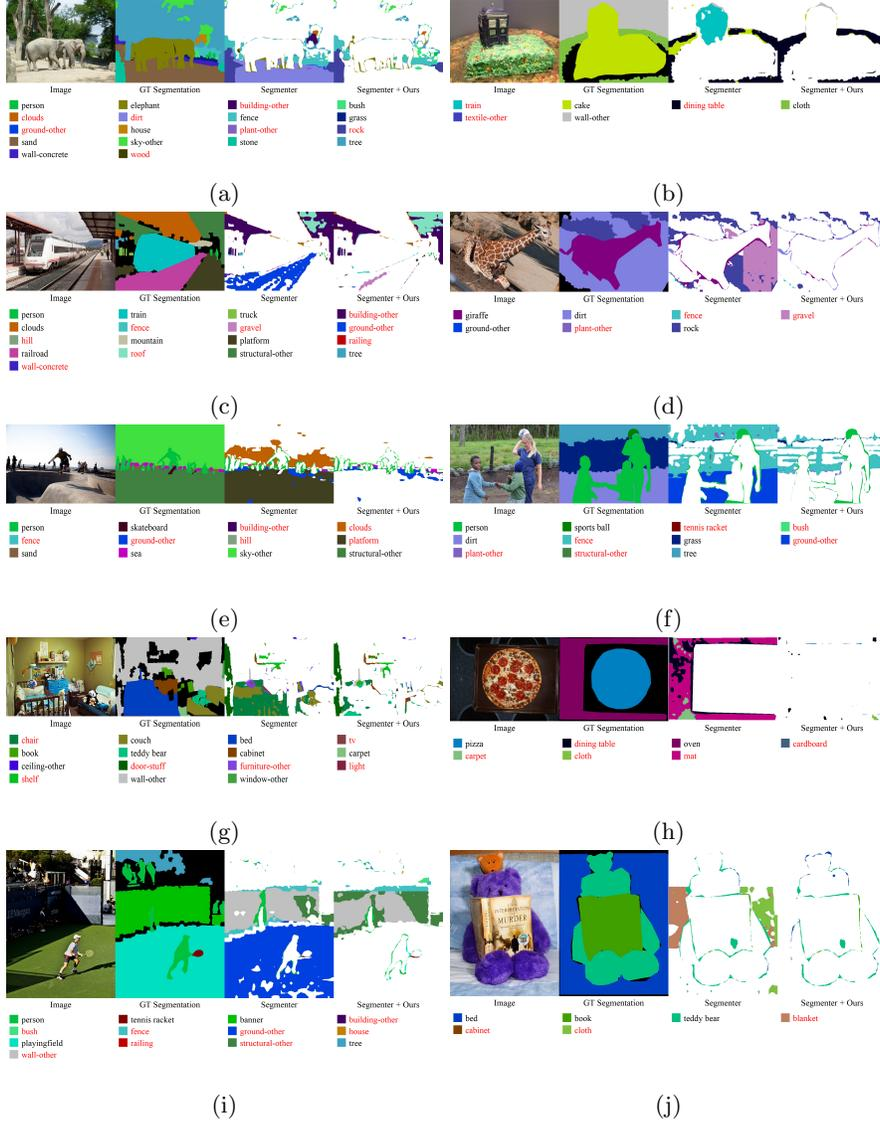 Image GT Segmentation Segmenter Segmenter + Ours
person elephant building-other bush
clouds dirt fence grass
ground-other house plant-other rock
sand sky-other stone tree
wall-concrete wood
(a)
Image GT Segmentation Segmenter Segmenter + Ours
train cake dining table cloth
textile-other wall-other
(b)
Image GT Segmentation Segmenter Segmenter + Ours
person train truck building-other
clouds fence gravel ground-other
hill mountain platform railing
railroad roof structural-other tree
wall-concrete
(c)
Image GT Segmentation Segmenter Segmenter + Ours
giraffe dirt fence gravel
ground-other plant-other rock
(d)
Image GT Segmentation Segmenter Segmenter + Ours
person skateboard building-other clouds
fence ground-other hill platform
sand sea sky-other structural-other
(e)
Image GT Segmentation Segmenter Segmenter + Ours
person sports ball tennis racket bush
dirt fence grass ground-other
plant-other structural-other tree
(f)
Image GT Segmentation Segmenter Segmenter + Ours
chair couch bed tv
book teddy bear cabinet carpet
ceiling-other door-stuff furniture-other light
shelf wall-other window-other
(g)
Image GT Segmentation Segmenter Segmenter + Ours
pizza dining table oven cardboard
carpet cloth mat
(h)
Image GT Segmentation Segmenter Segmenter + Ours
person tennis racket banner building-other
bush fence ground-other house
playingfield railing structural-other tree
wall-other
(i)
INTERPRETATION
MURDER
Image GT Segmentation Segmenter Segmenter + Ours
bed book teddy bear blanket
cabinet cloth
(j)